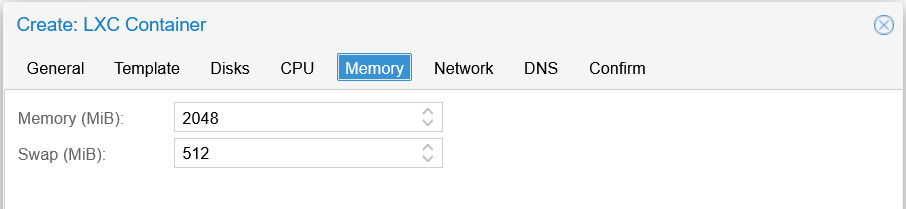 Create: LXC Container
General Template Disks CPU Memory Network DNS Confirm
Memory (MiB): 2048
Swap (MiB): 512